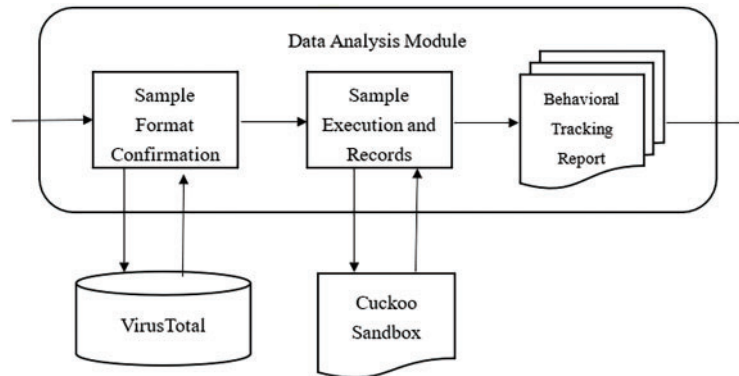 Data Analysis Module
Sample
Format
Confirmation
Sample
Execution and
Records
Behavioral
Tracking
Report
VirusTotal
Cuckoo
Sandbox